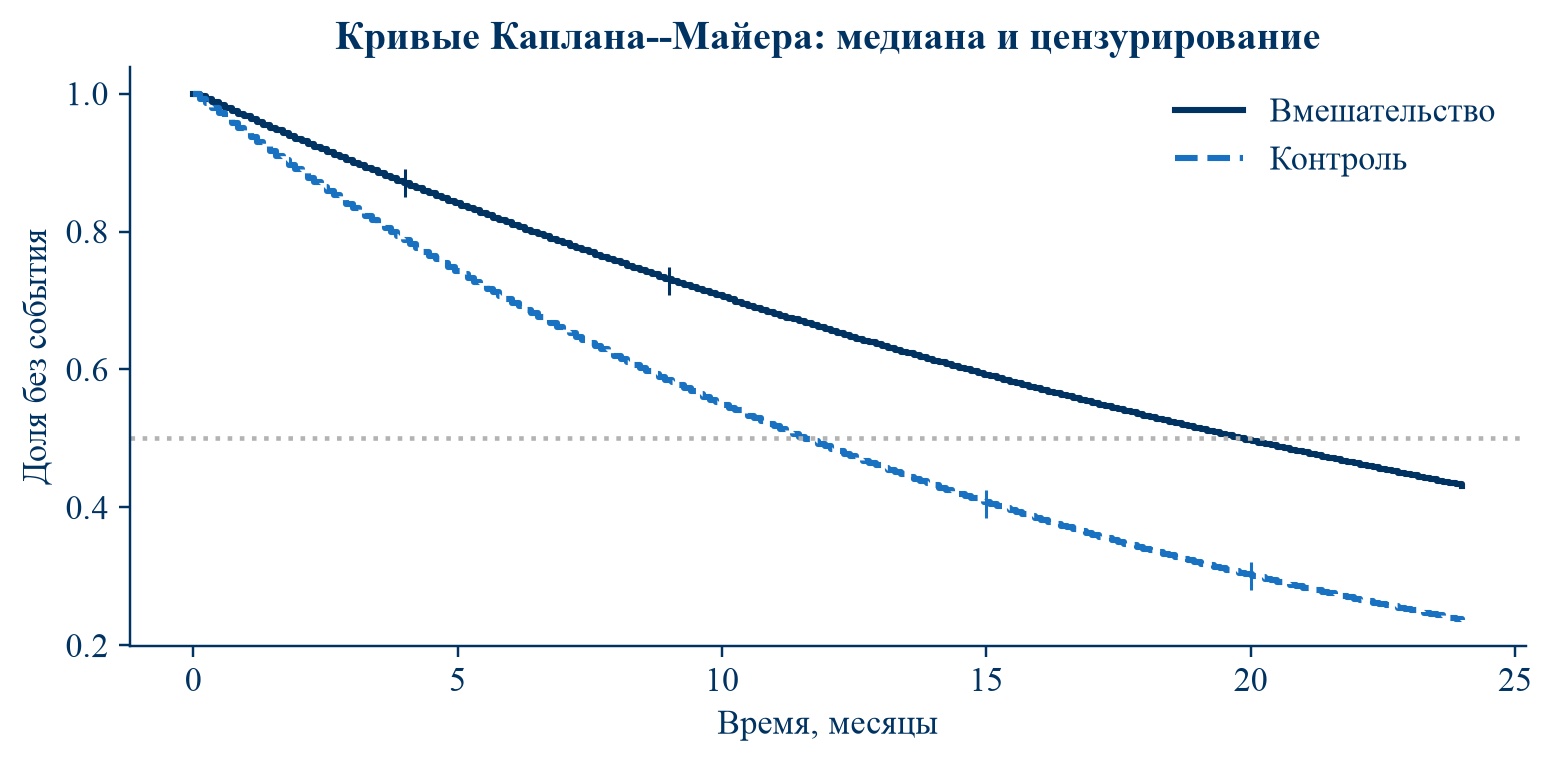 Кривые Каплана--Майера: медиана и цензурирование
Вмешательство
Контроль
Доля без события
1.0
0.8
0.6
0.4
0.2
0 5 10 15 20 25
Время, месяцы